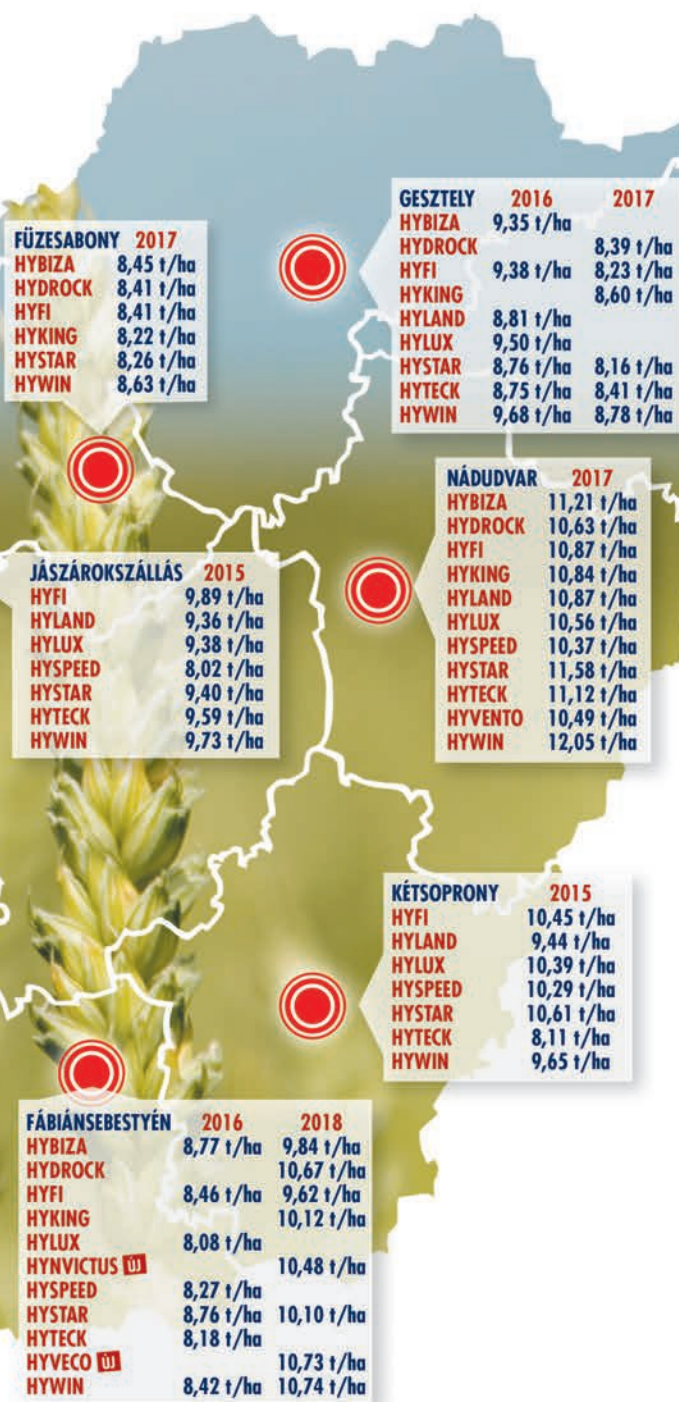 FÜZESABONY 2017
HYBIZA 8,45 t/ha
HYDROCK 8,41 t/ha
HYFI 8,41 t/ha
HYKING 8,22 t/ha
HYSTAR 8,26 t/ha
HYWIN 8,63 t/ha
GESZTELY 2016 2017
HYBIZA 9,35 t/ha
HYDROCK 8,39 t/ha
HYFI 9,38 t/ha 8,23 t/ha
HYKING 8,60 t/ha
HYLAND 8,81 t/ha
HYLUX 9,50 t/ha
HYSTAR 8,76 t/ha 8,16 t/ha
HYTECK 8,75 t/ha 8,41 t/ha
HYWIN 9,68 t/ha 8,78 t/ha
JÁSZÁROKSZÁLLÁS 2015
HYFI 9,89 t/ha
HYLAND 9,36 t/ha
HYLUX 9,38 t/ha
HYSPEED 8,02 t/ha
HYSTAR 9,40 t/ha
HYTECK 9,59 t/ha
HYWIN 9,73 t/ha
NÁDUDVAR 2017
HYBIZA 11,21 t/ha
HYDROCK 10,63 t/ha
HYFI 10,87 t/ha
HYKING 10,84 t/ha
HYLAND 10,87 t/ha
HYLUX 10,56 t/ha
HYSPEED 10,37 t/ha
HYSTAR 11,58 t/ha
HYTECK 11,12 t/ha
HYVENTO 10,49 t/ha
HYWIN 12,05 t/ha
KÉTSOPRONY 2015
HYFI 10,45 t/ha
HYLAND 9,44 t/ha
HYLUX 10,39 t/ha
HYSPEED 10,29 t/ha
HYSTAR 10,61 t/ha
HYTECK 8,11 t/ha
HYWIN 9,65 t/ha
FÁBIÁNSEBESTYÉN 2016 2018
HYBIZA 8,77 t/ha 9,84 t/ha
HYDROCK 10,67 t/ha
HYFI 8,46 t/ha 9,62 t/ha
HYKING 10,12 t/ha
HYLUX 8,08 t/ha
HYNVICTUS ÚJ 10,48 t/ha
HYSPEED 8,27 t/ha
HYSTAR 8,76 t/ha 10,10 t/ha
HYTECK 8,18 t/ha
HYVECO ÚJ 10,73 t/ha
HYWIN 8,42 t/ha 10,74 t/ha